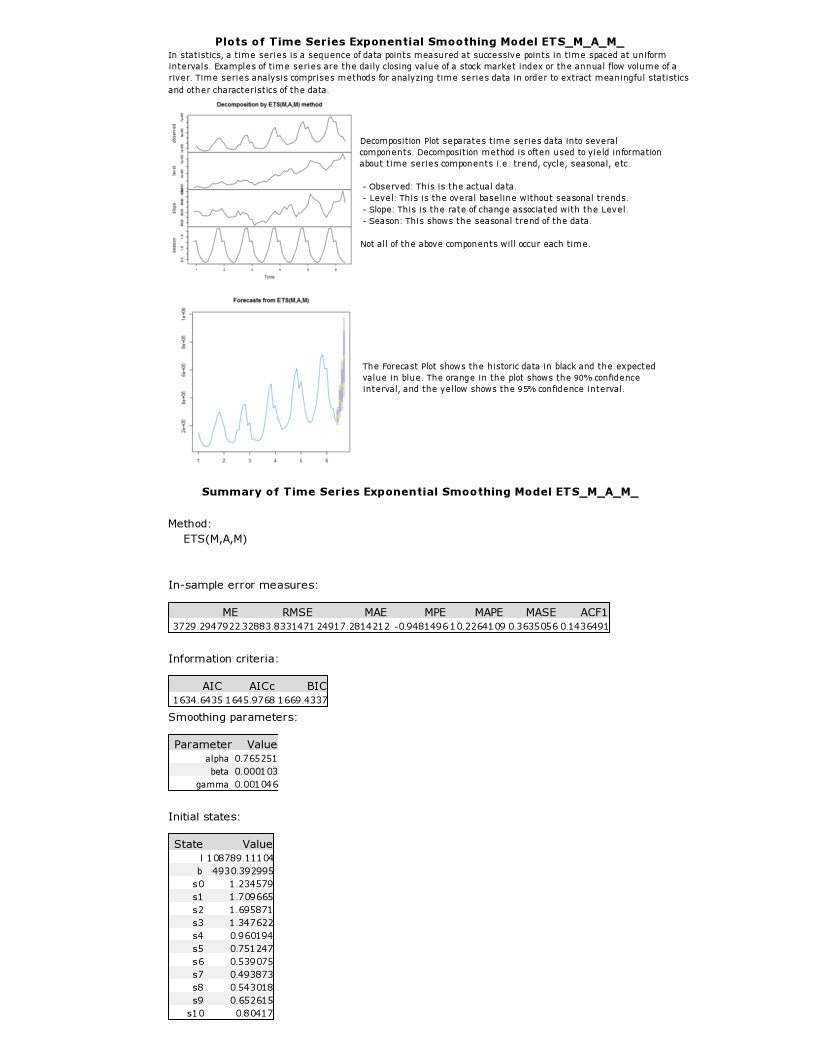 Plots of Time Series Exponential Smoothing Model ETS_M_A_M_
In statistics, a time series is a sequence of data points measured at successive points in time spaced at uniform
intervals. Examples of time series are the daily closing value of a stock market index or the annual flow volume of a
river. Time series analysis comprises methods for analyzing time series data in order to extract meaningful statistics
and other characteristics of the data.
Decomposition by ETS(M,A,M) method
observed
level
slope
season
1 2 3 4 5 6
Time
Decomposition Plot separates time series data into several
components. Decomposition method is often used to yield information
about time series components i.e. trend, cycle, seasonal, etc.
- Observed: This is the actual data.
- Level: This is the overal baseline without seasonal trends.
- Slope: This is the rate of change associated with the Level.
- Season: This shows the seasonal trend of the data.
Not all of the above components will occur each time.
Forecasts from ETS(M,A,M)
1e+06
8e+05
6e+05
4e+05
2e+05
1 2 3 4 5 6
The Forecast Plot shows the historic data in black and the expected
value in blue. The orange in the plot shows the 90% confidence
interval, and the yellow shows the 95% confidence interval.
Summary of Time Series Exponential Smoothing Model ETS_M_A_M_
Method:
ETS(M,A,M)
In-sample error measures:
ME RMSE MAE MPE MAPE MASE ACF1
3729.2947922 32883.8331471 24917.2814212 -0.9481496 10.2264109 0.3635056 0.1436491
Information criteria:
AIC AICc BIC
1634.6435 1645.9768 1669.4337
Smoothing parameters:
Parameter Value
alpha 0.765251
beta 0.000103
gamma 0.001046
Initial states:
State Value
l 108789.11104
b 4930.392995
s0 1.234579
s1 1.709665
s2 1.695871
s3 1.347622
s4 0.960194
s5 0.751247
s6 0.539075
s7 0.493873
s8 0.543018
s9 0.652615
s10 0.80417